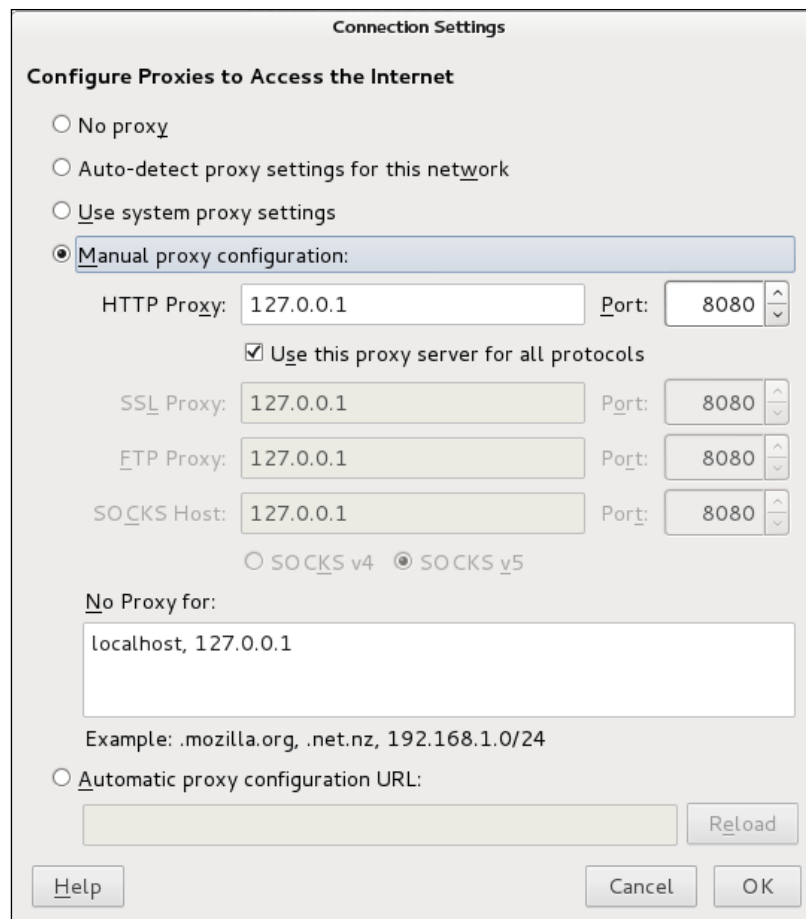 Connection Settings
Configure Proxies to Access the Internet
No proxy
Auto-detect proxy settings for this network
Use system proxy settings
Manual proxy configuration:
HTTP Proxy: 127.0.0.1 Port: 8080
Use this proxy server for all protocols
SSL Proxy: 127.0.0.1 Port: 8080
FTP Proxy: 127.0.0.1 Port: 8080
SOCKS Host: 127.0.0.1 Port: 8080
SOCKS v4 SOCKS v5
No Proxy for:
localhost, 127.0.0.1
Example: .mozilla.org, .net.nz, 192.168.1.0/24
Automatic proxy configuration URL:
Reload
Help Cancel OK